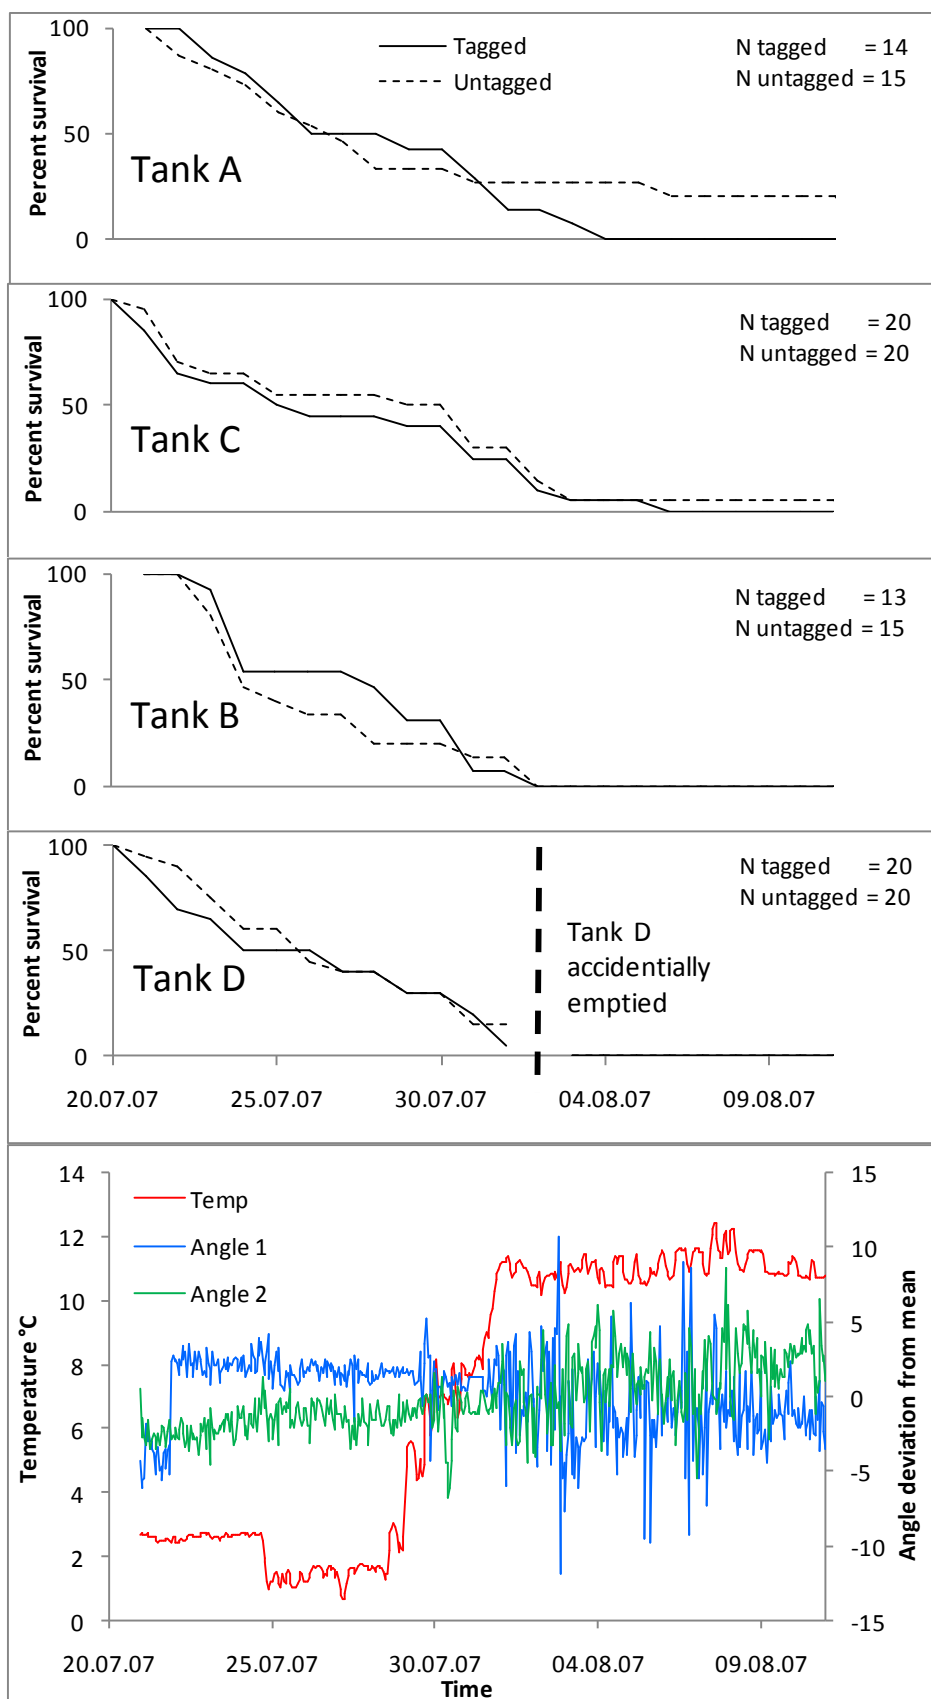 100
50
0
Percent survival
Tank A
Tagged
Untagged
N tagged = 14
N untagged = 15
100
50
0
Percent survival
Tank C
N tagged = 20
N untagged = 20
100
50
0
Percent survival
Tank B
N tagged = 13
N untagged = 15
100
50
0
Percent survival
Tank D
N tagged = 20
N untagged = 20
Tank D
accidentially
emptied
20.07.07 25.07.07 30.07.07 04.08.07 09.08.07
14
12
10
8
6
4
2
0
Temperature °C
Temp
Angle 1
Angle 2
15
10
5
0
-5
-10
-15
Angle deviation from mean
20.07.07 25.07.07 30.07.07 04.08.07 09.08.07
Time